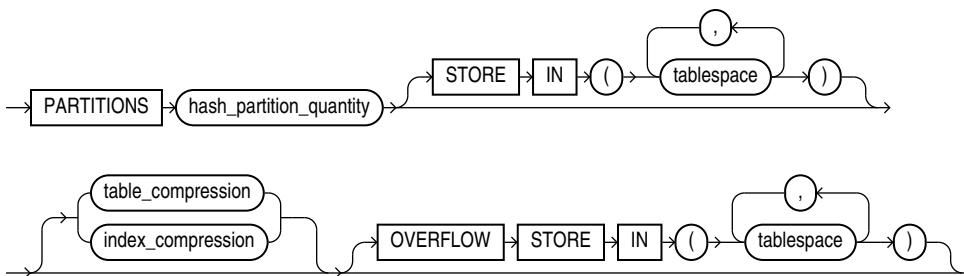 ,
STORE IN ( tablespace )
PARTITIONS hash_partition_quantity
table_compression
index_compression
,
OVERFLOW STORE IN ( tablespace )